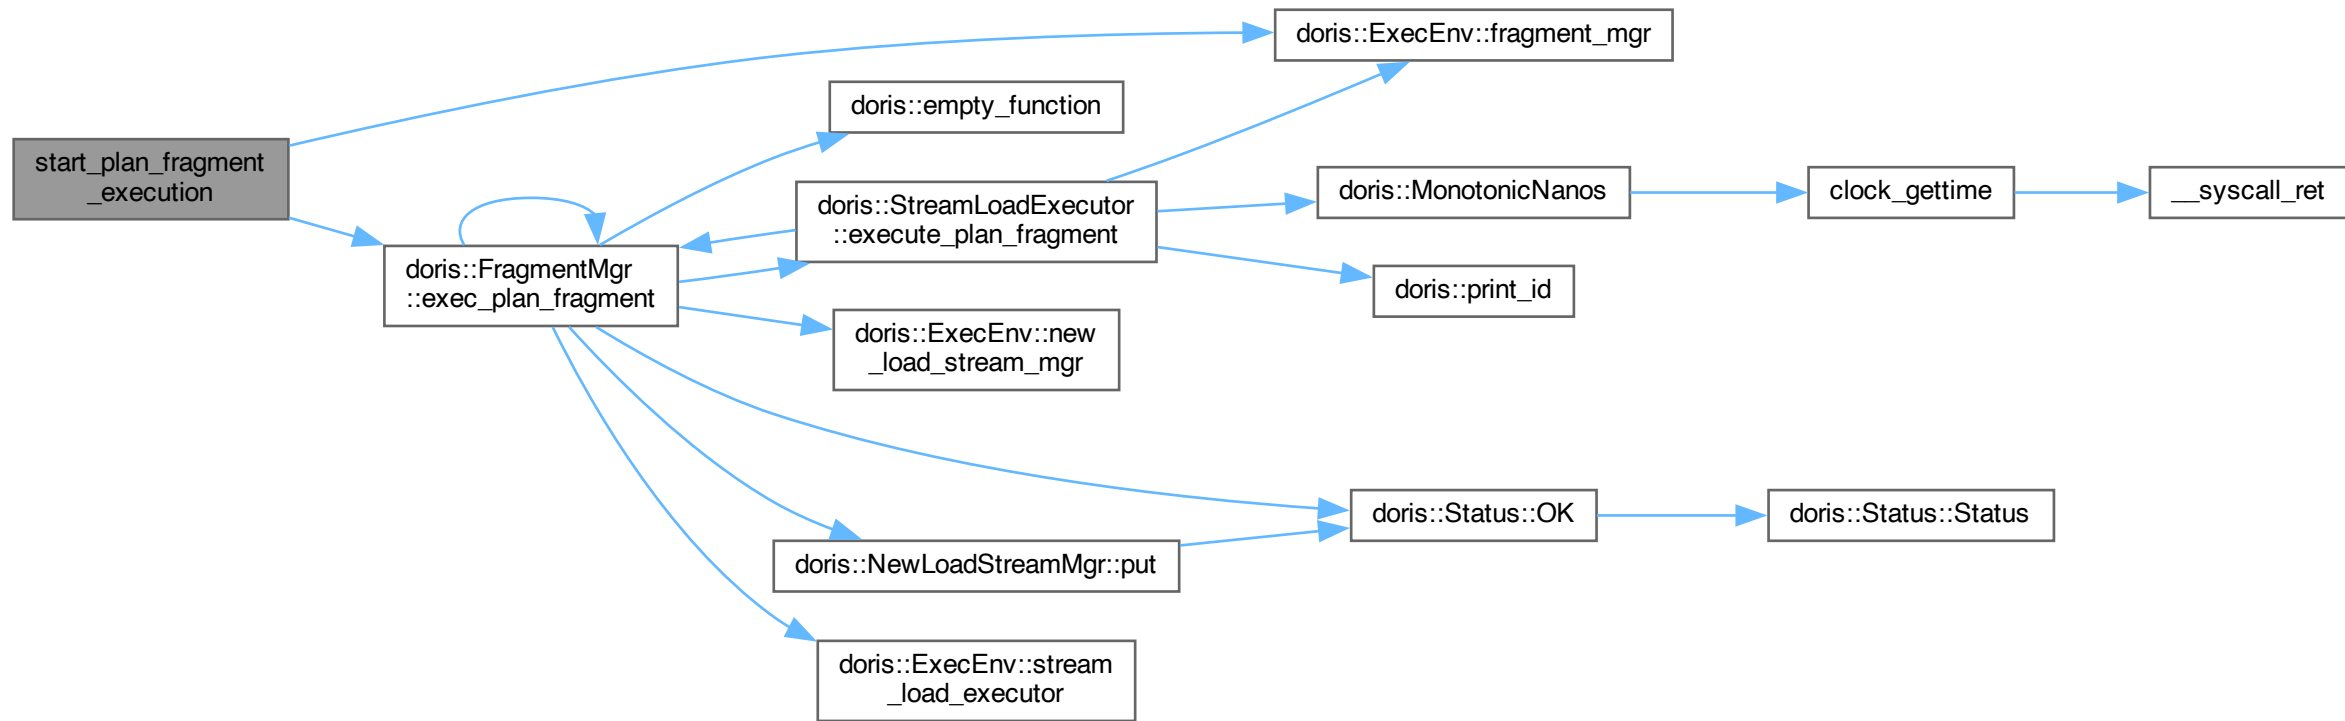 start_plan_fragment
_execution
doris::FragmentMgr
::exec_plan_fragment
doris::empty_function
doris::StreamLoadExecutor
::execute_plan_fragment
doris::ExecEnv::new
_load_stream_mgr
doris::NewLoadStreamMgr::put
doris::ExecEnv::stream
_load_executor
doris::ExecEnv::fragment_mgr
doris::MonotonicNanos
doris::print_id
doris::Status::OK
clock_gettime
doris::Status::Status
__syscall_ret